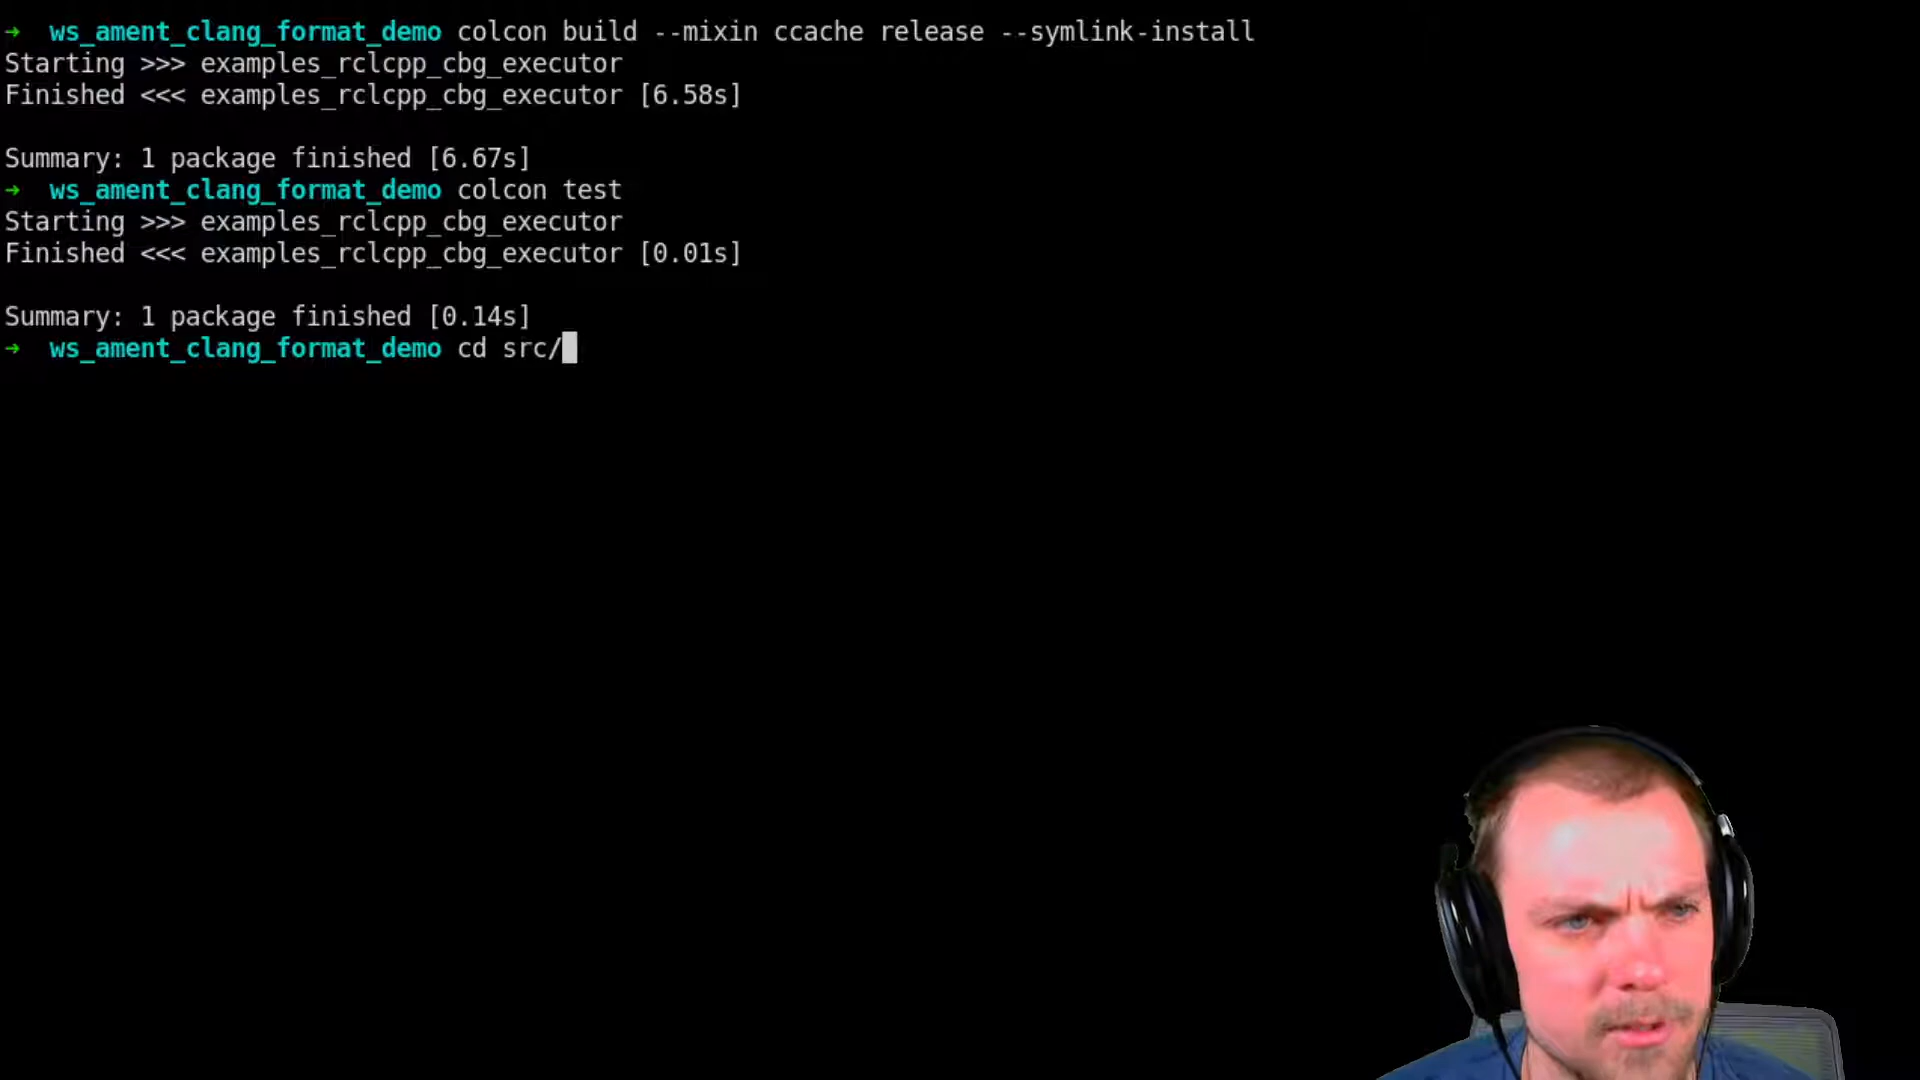 → ws_ament_clang_format_demo colcon build --mixin ccache release --symlink-install
Starting >>> examples_rclcpp_cbg_executor
Finished <<< examples_rclcpp_cbg_executor [6.58s]
Summary: 1 package finished [6.67s]
→ ws_ament_clang_format_demo colcon test
Starting >>> examples_rclcpp_cbg_executor
Finished <<< examples_rclcpp_cbg_executor [0.01s]
Summary: 1 package finished [0.14s]
→ ws_ament_clang_format_demo cd src/